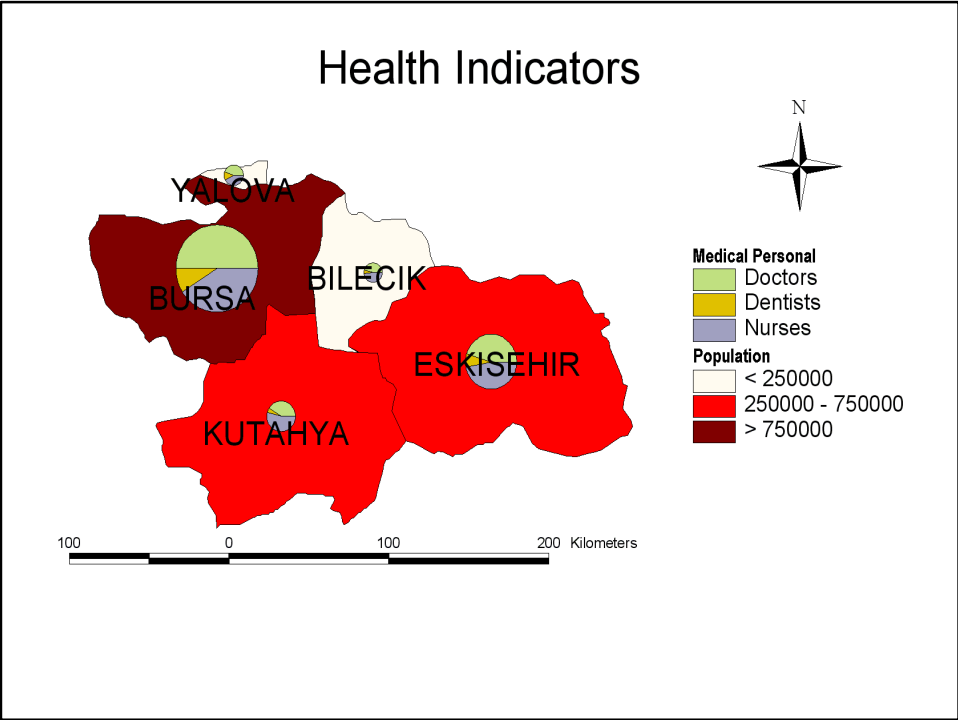 Health Indicators
N
YALOVA
BURSA
BILECIK
ESKISEHIR
KUTAHYA
Medical Personal
Doctors
Dentists
Nurses
Population
< 250000
250000 - 750000
> 750000
100 0 100 200 Kilometers